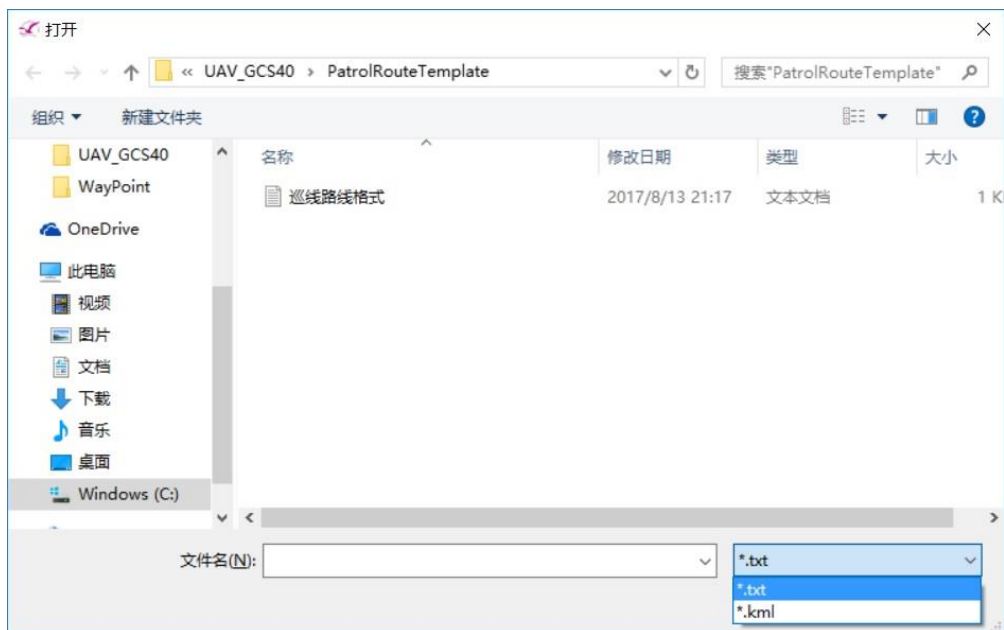 打开
« UAV_GCS40 › PatrolRouteTemplate
搜索"PatrolRouteTemplate"
组织
新建文件夹
UAV_GCS40
WayPoint
OneDrive
此电脑
视频
图片
文档
下载
音乐
桌面
Windows (C:)
名称 修改日期 类型 大小
巡线路线格式 2017/8/13 21:17 文本文档 1 K
文件名(N):
*.txt
*.txt
*.kml